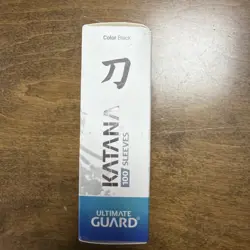 Color: Black
刀
KATANA
100 SLEEVES
ULTIMATE
GUARD